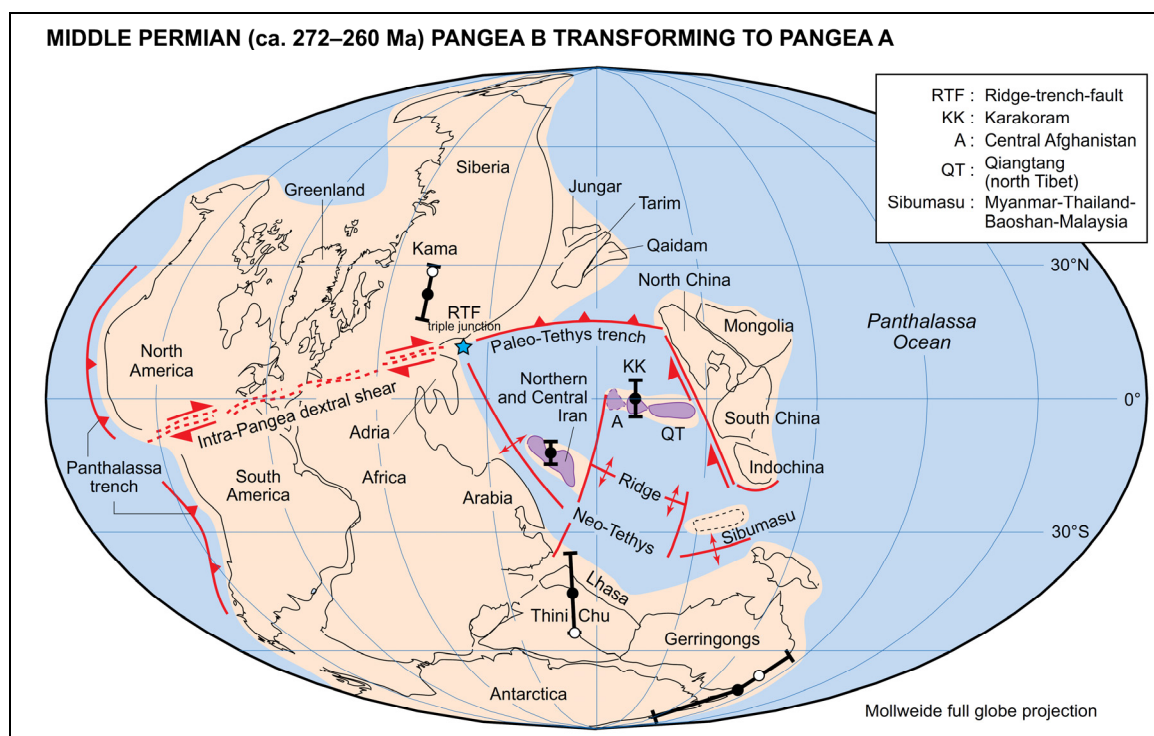 MIDDLE PERMIAN (ca. 272–260 Ma) PANGEA B TRANSFORMING TO PANGEA A
RTF : Ridge-trench-fault
KK : Karakoram
A : Central Afghanistan
QT : Qiangtang
(north Tibet)
Sibumasu : Myanmar-Thailand-
Baoshan-Malaysia
Siberia
Greenland
Jungar
Tarim
Qaidam
Kama
30°N
North China
RTF
triple junction
Mongolia
Panthalassa
Ocean
Paleo-Tethys trench
North
America
KK
Northern
and Central
Iran
0°
Intra-Pangea dextral shear
A
QT
South China
Adria
Panthalassa
trench
South
America
Africa
Arabia
Indochina
Ridge
Neo-Tethys
Sibumasu
30°S
Lhasa
Thini Chu
Gerringongs
Antarctica
Mollweide full globe projection